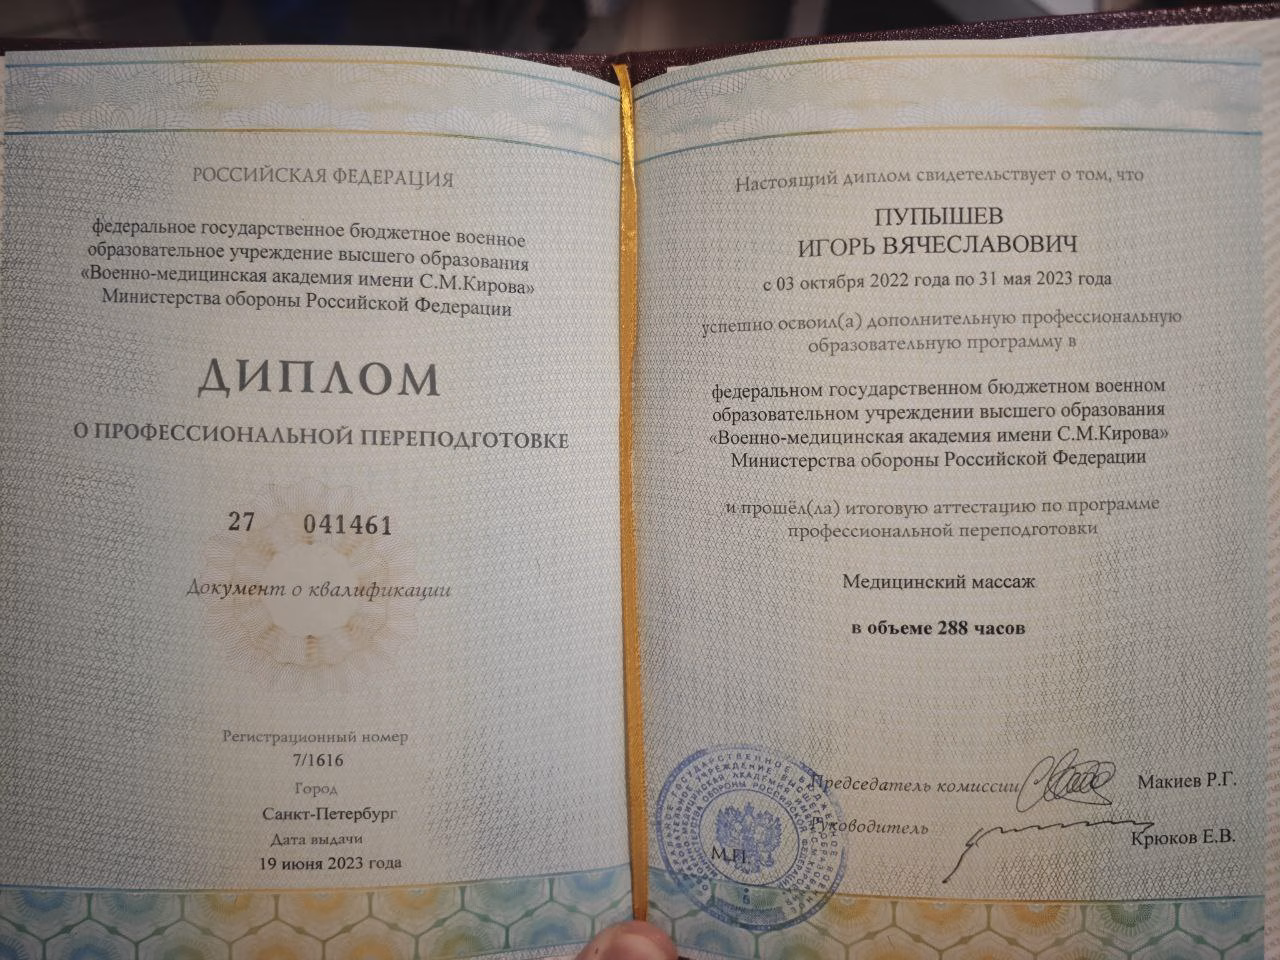 РОССИЙСКАЯ ФЕДЕРАЦИЯ
федеральное государственное бюджетное военное
образовательное учреждение высшего образования
«Военно-медицинская академия имени С.М.Кирова»
Министерства обороны Российской Федерации
ДИПЛОМ
О ПРОФЕССИОНАЛЬНОЙ ПЕРЕПОДГОТОВКЕ
27 041461
Документ о квалификации
Регистрационный номер
7/1616
Город
Санкт-Петербург
Дата выдачи
19 июня 2023 года
Настоящий диплом свидетельствует о том, что
ПУПЫШЕВ
ИГОРЬ ВЯЧЕСЛАВОВИЧ
с 03 октября 2022 года по 31 мая 2023 года
успешно освоил(а) дополнительную профессиональную
образовательную программу в
федеральном государственном бюджетном военном
образовательном учреждении высшего образования
«Военно-медицинская академия имени С.М.Кирова»
Министерства обороны Российской Федерации
и прошёл(ла) итоговую аттестацию по программе
профессиональной переподготовки
Медицинский массаж
в объеме 288 часов
Председатель комиссии Макиев Р.Г.
Руководитель Крюков Е.В.
М.П.